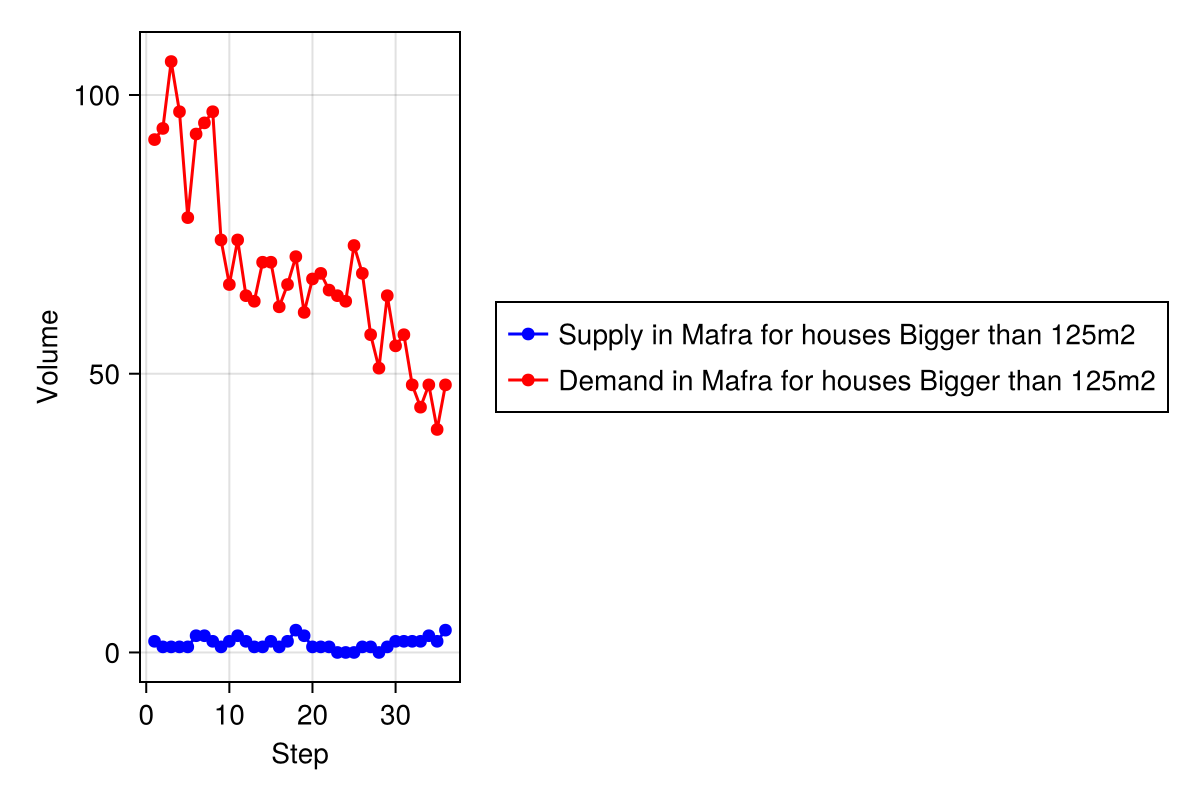 Volume
100
50
0
0 10 20 30
Step
Supply in Mafra for houses Bigger than 125m2
Demand in Mafra for houses Bigger than 125m2